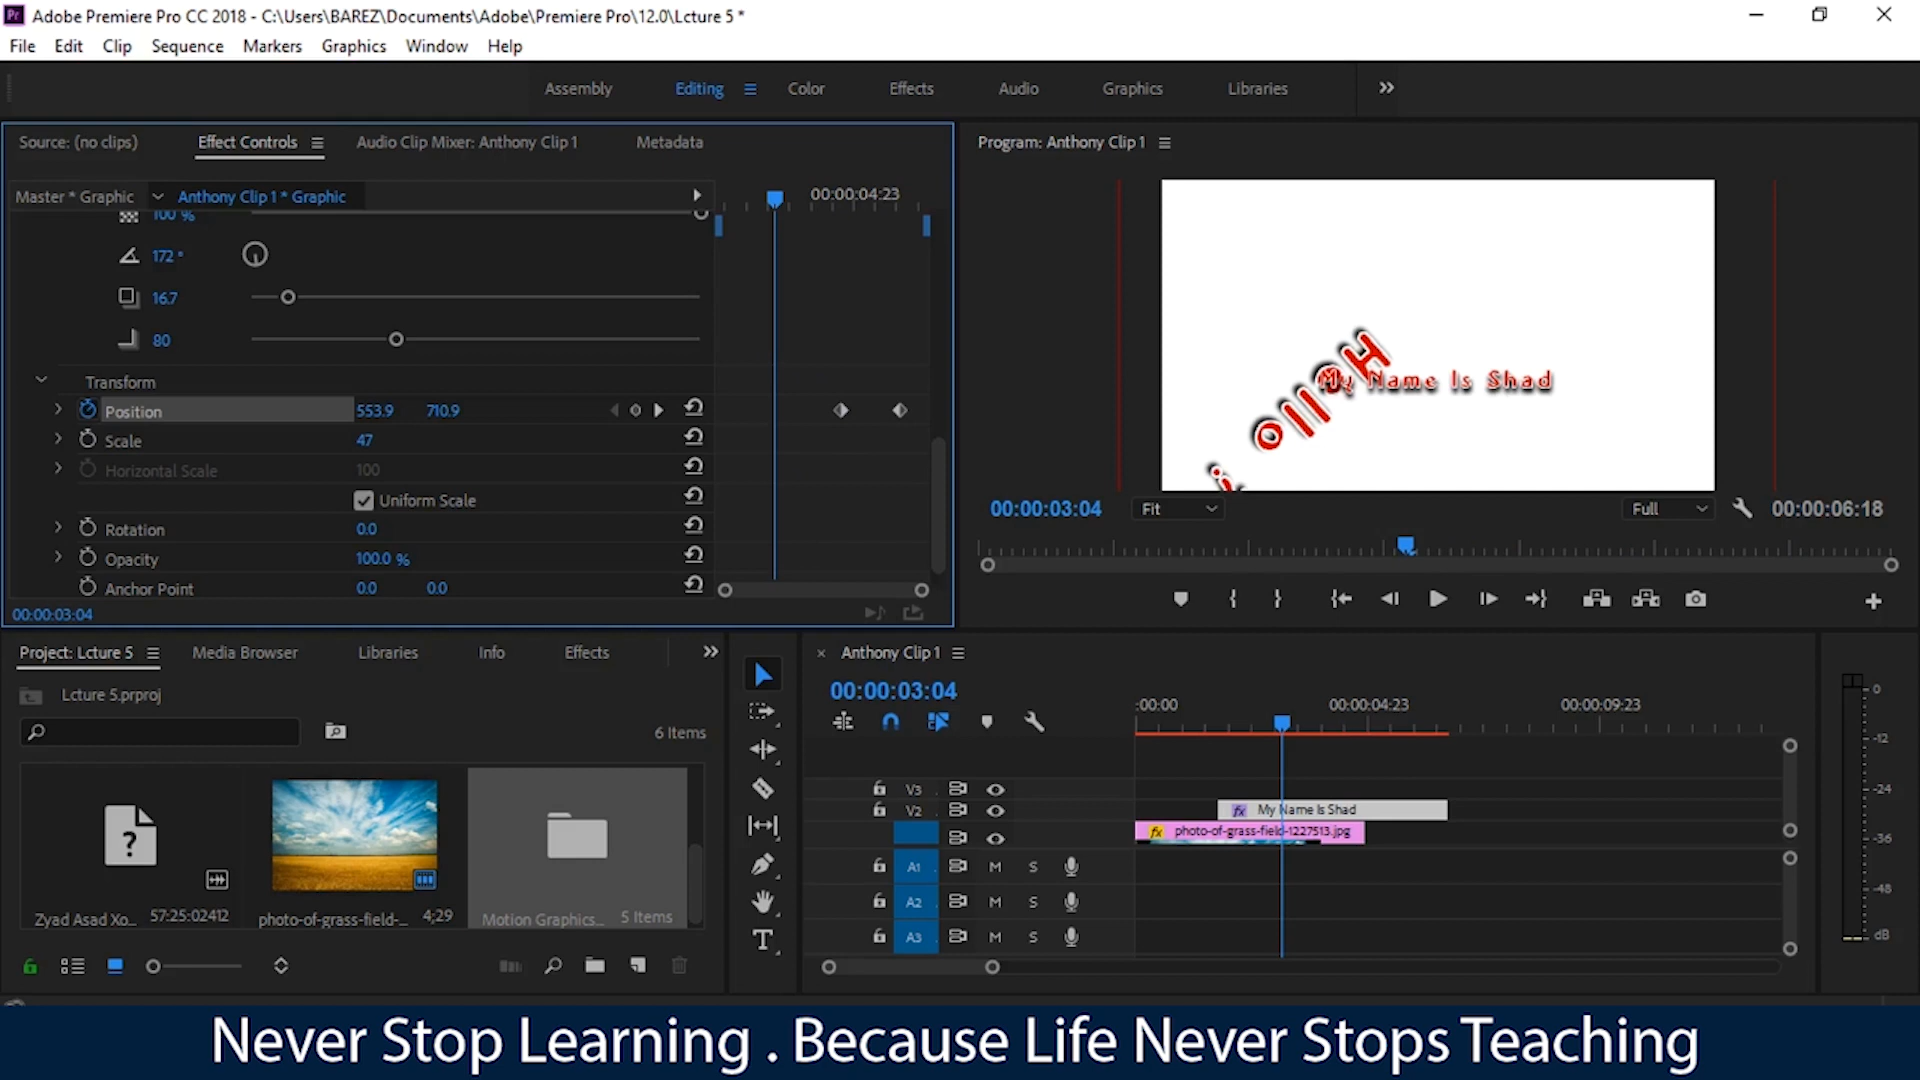 Adobe Premiere Pro CC 2018 - C:\Users\BAREZ\Documents\Adobe\Premiere Pro\12.0\Lcture 5 *
File Edit Clip Sequence Markers Graphics Window Help
Assembly Editing Color Effects Audio Graphics Libraries
Source: (no clips) Effect Controls Audio Clip Mixer: Anthony Clip 1 Metadata
Program: Anthony Clip 1
Master * Graphic Anthony Clip 1 * Graphic
00:00:04:23
100 %
172 °
16.7
80
Transform
Position 553.9 710.9
Scale 47
Horizontal Scale 100
Uniform Scale
Rotation 0.0
Opacity 100.0 %
Anchor Point 0.0 0.0
00:00:03:04
My Name Is Shad
00:00:03:04 Fit Full 00:00:06:18
Project: Lcture 5 Media Browser Libraries Info Effects
Lcture 5.prproj
6 Items
Zyad Asad Xo... 57:25:02412
photo-of-grass-field-... 4;29
Motion Graphics... 5 Items
Anthony Clip 1
00:00:03:04
:00:00 00:00:04:23 00:00:09:23
V3
V2 My Name Is Shad
photo-of-grass-field-1227513.jpg
A1 M S
A2 M S
A3 M S
0
-12
-24
-36
-48
dB
Never Stop Learning . Because Life Never Stops Teaching